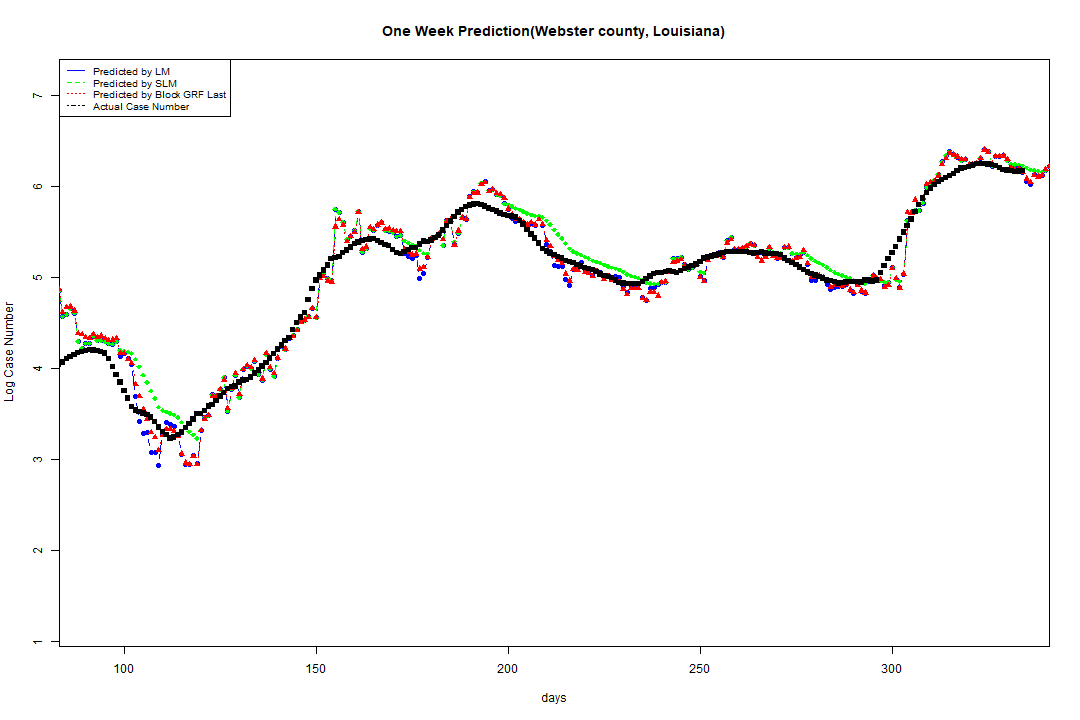 One Week Prediction(Webster county, Louisiana)
Predicted by LM
Predicted by SLM
Predicted by Block GRF Last
Actual Case Number
7
6
5
4
3
2
1
Log Case Number
100 150 200 250 300
days